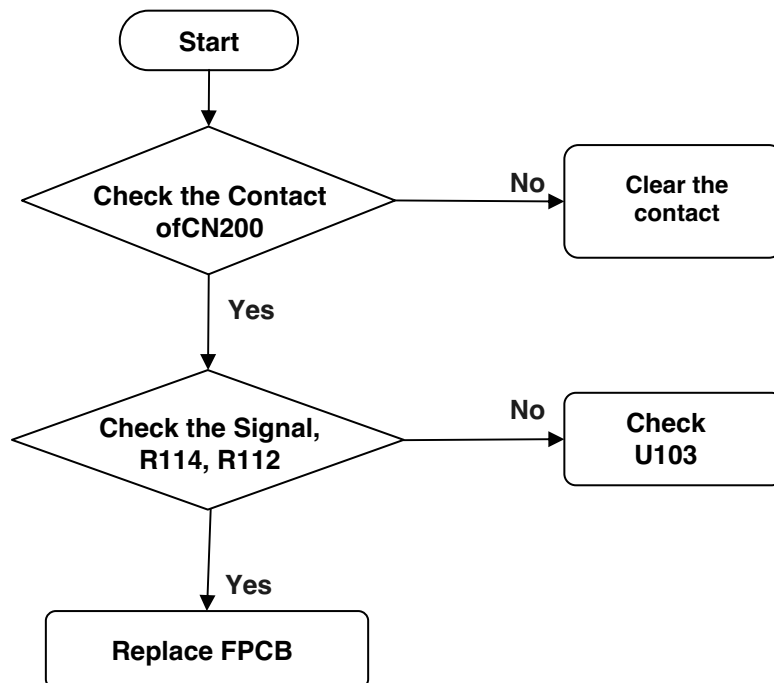 Start
Check the Contact
ofCN200
No
Clear the
contact
Yes
Check the Signal,
R114, R112
No
Check
U103
Yes
Replace FPCB